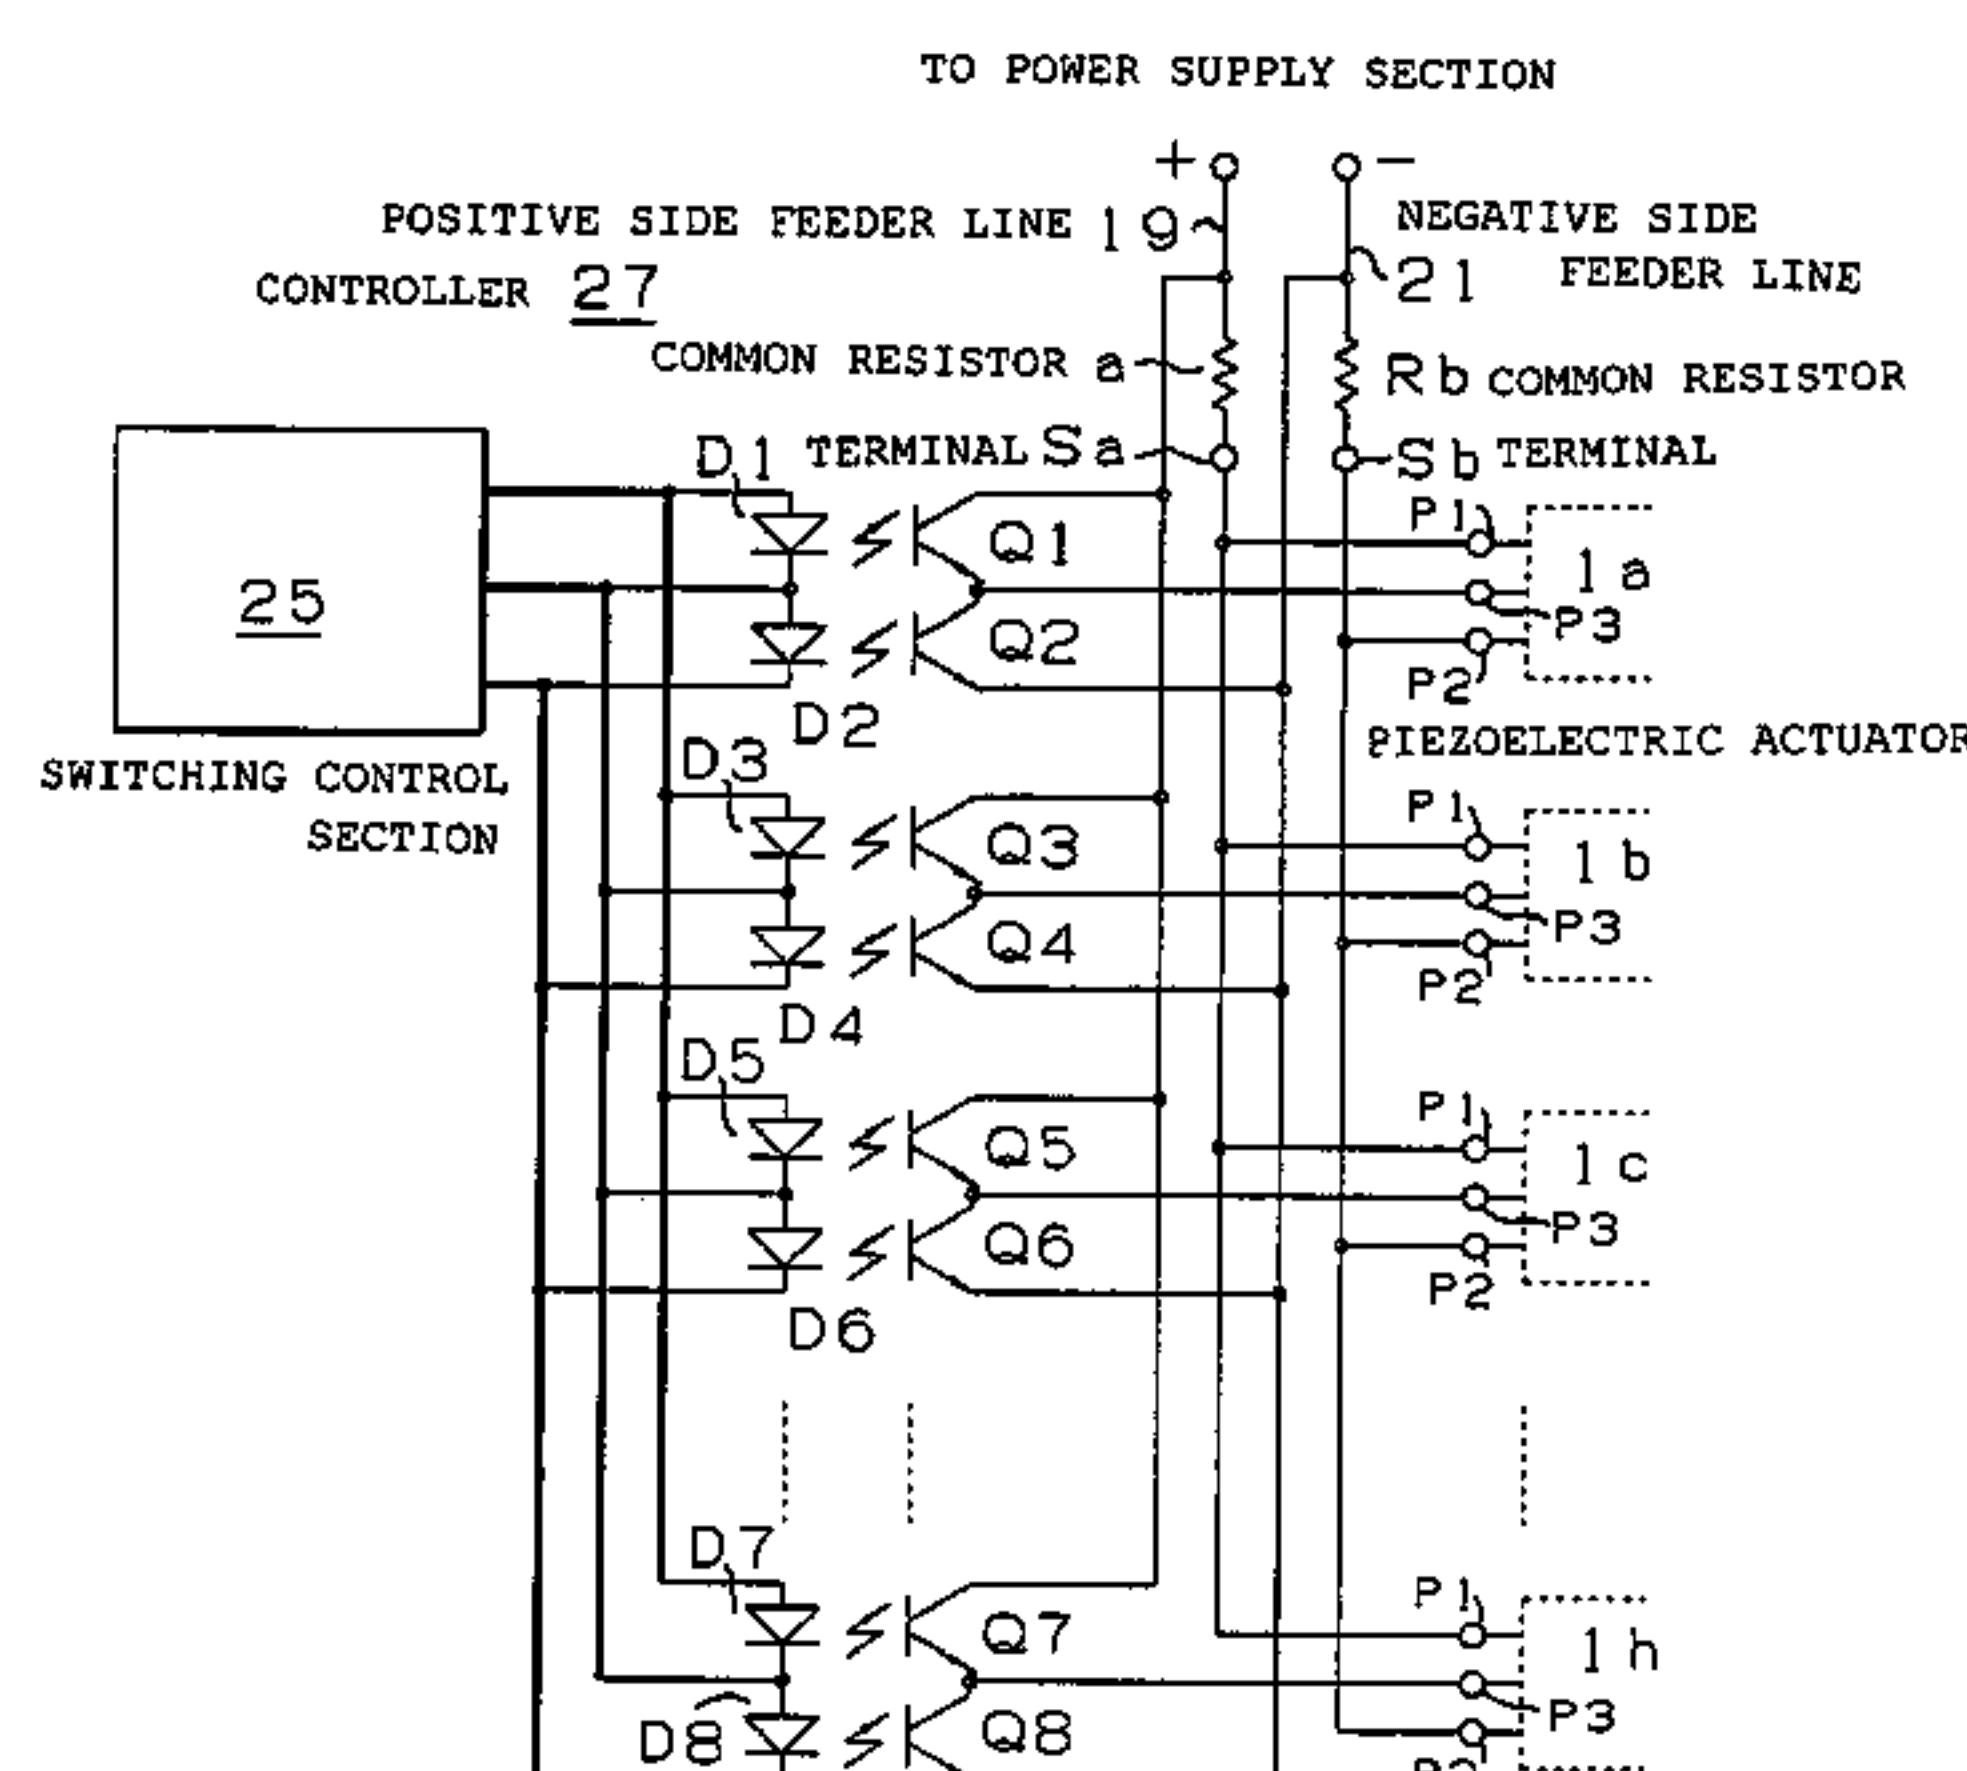 TO POWER SUPPLY SECTION
+ −
POSITIVE SIDE FEEDER LINE 19
NEGATIVE SIDE
FEEDER LINE
21
CONTROLLER 27
COMMON RESISTOR a
Rb COMMON RESISTOR
D1
TERMINAL Sa
Sb TERMINAL
P1
Q1
1a
25
P3
Q2
P2
D2
PIEZOELECTRIC ACTUATOR
SWITCHING CONTROL
SECTION
D3
P1
Q3
1b
P3
Q4
P2
D4
D5
P1
Q5
1c
P3
Q6
P2
D6
D7
P1
Q7
1h
P3
D8
Q8